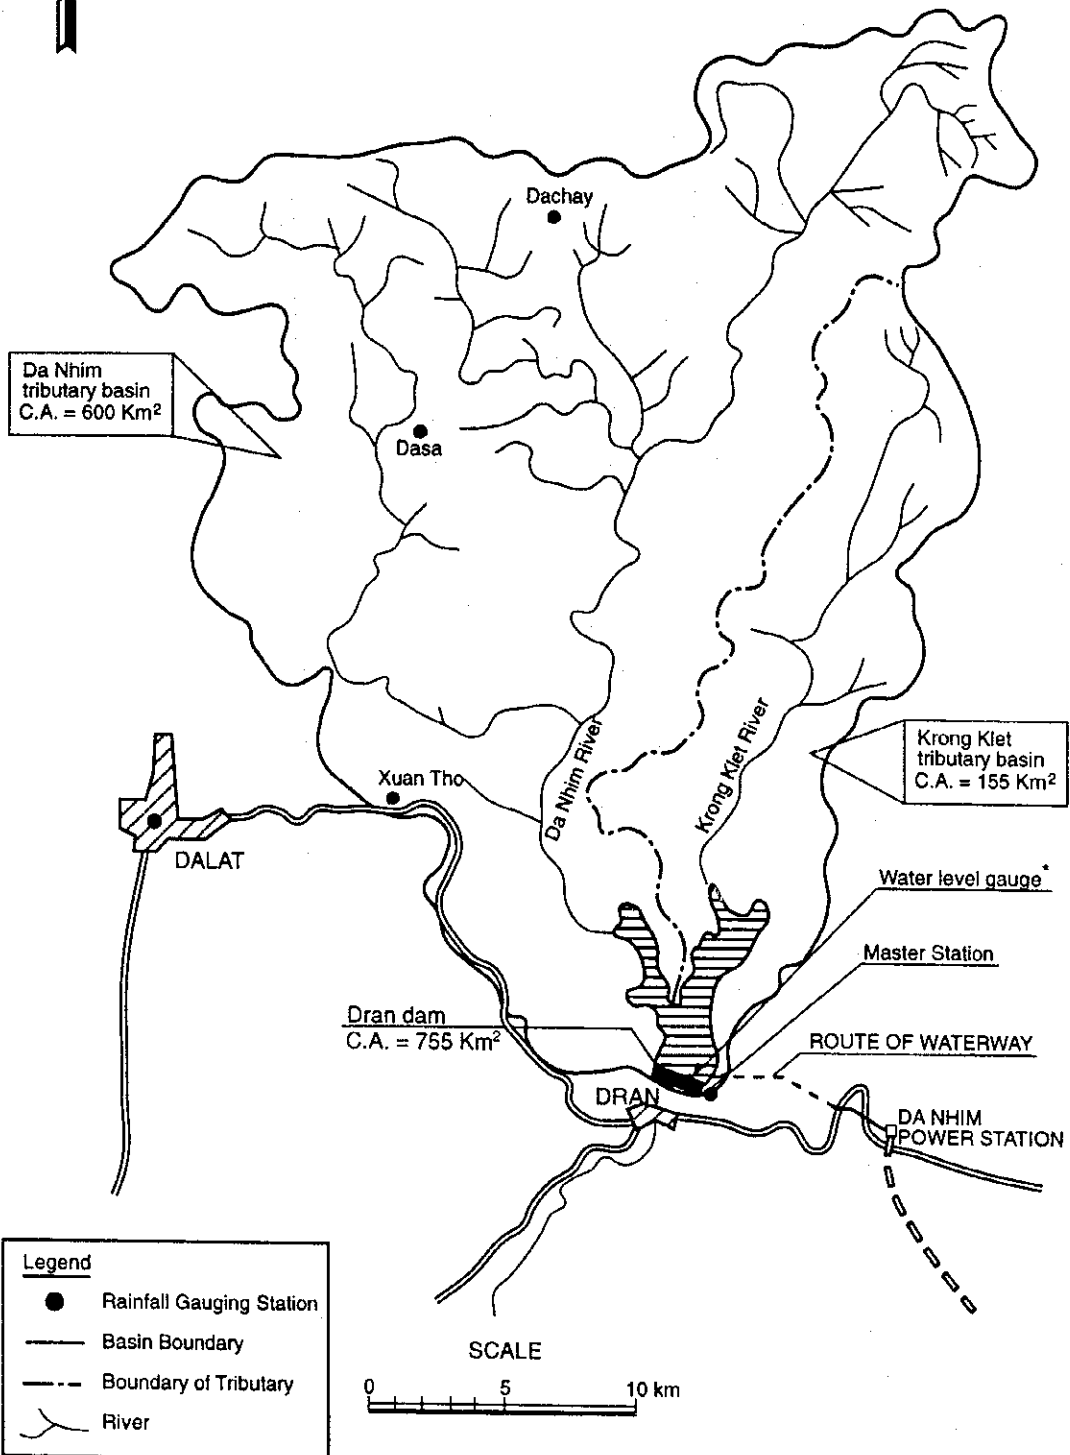 Dachay
Da Nhim
tributary basin
C.A. = 600 Km²
Dasa
Krong Klet River
Da Nhim River
Krong Klet
tributary basin
C.A. = 155 Km²
Xuan Tho
DALAT
Water level gauge*
Master Station
Dran dam
C.A. = 755 Km²
ROUTE OF WATERWAY
DRAN
DA NHIM
POWER STATION
Legend
Rainfall Gauging Station
Basin Boundary
Boundary of Tributary
River
SCALE
0 5 10 km